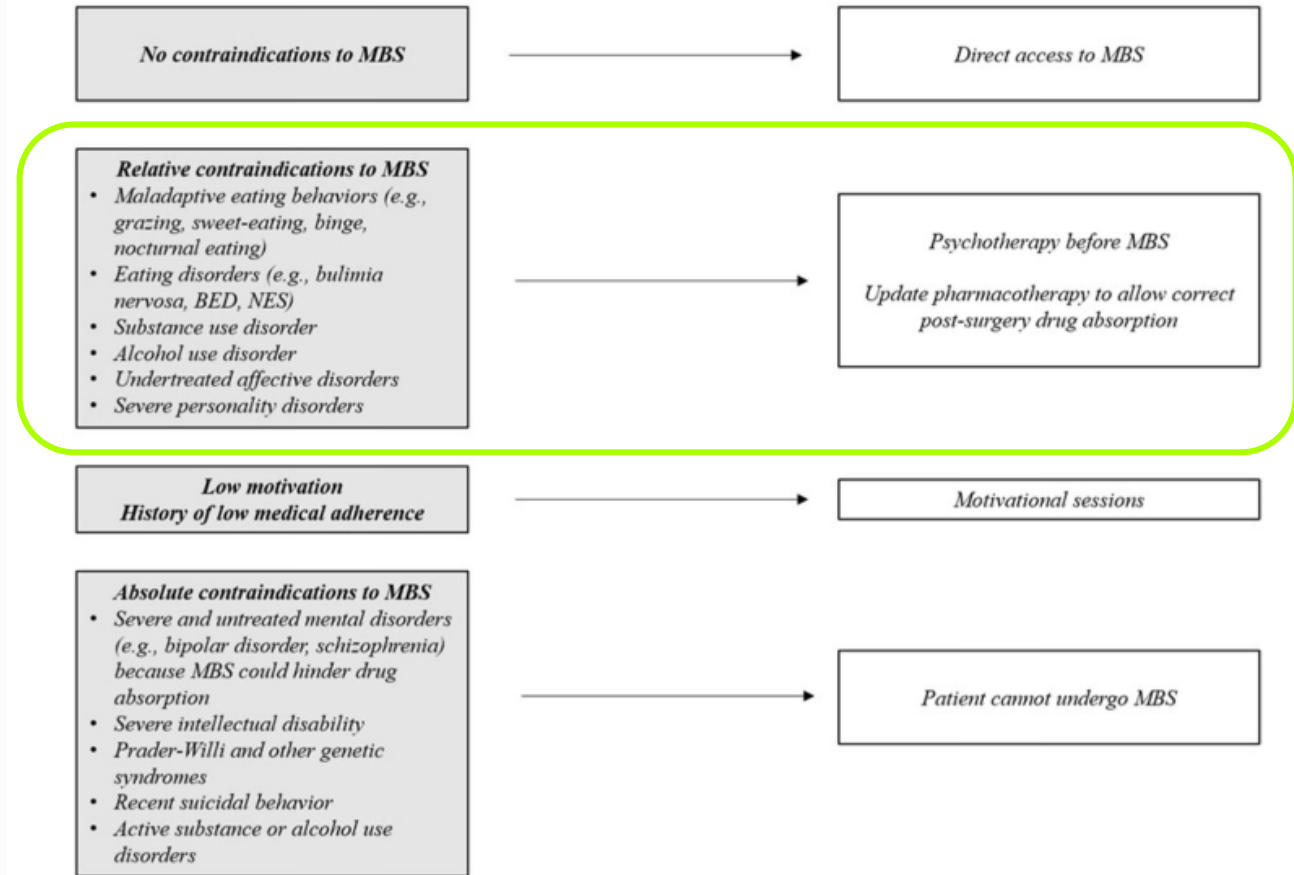 No contraindications to MBS
Direct access to MBS
Relative contraindications to MBS
• Maladaptive eating behaviors (e.g.,
grazing, sweet-eating, binge,
nocturnal eating)
• Eating disorders (e.g., bulimia
nervosa, BED, NES)
• Substance use disorder
• Alcohol use disorder
• Undertreated affective disorders
• Severe personality disorders
Psychotherapy before MBS
Update pharmacotherapy to allow correct
post-surgery drug absorption
Low motivation
History of low medical adherence
Motivational sessions
Absolute contraindications to MBS
• Severe and untreated mental disorders
(e.g., bipolar disorder, schizophrenia)
because MBS could hinder drug
absorption
• Severe intellectual disability
• Prader-Willi and other genetic
syndromes
• Recent suicidal behavior
• Active substance or alcohol use
disorders
Patient cannot undergo MBS